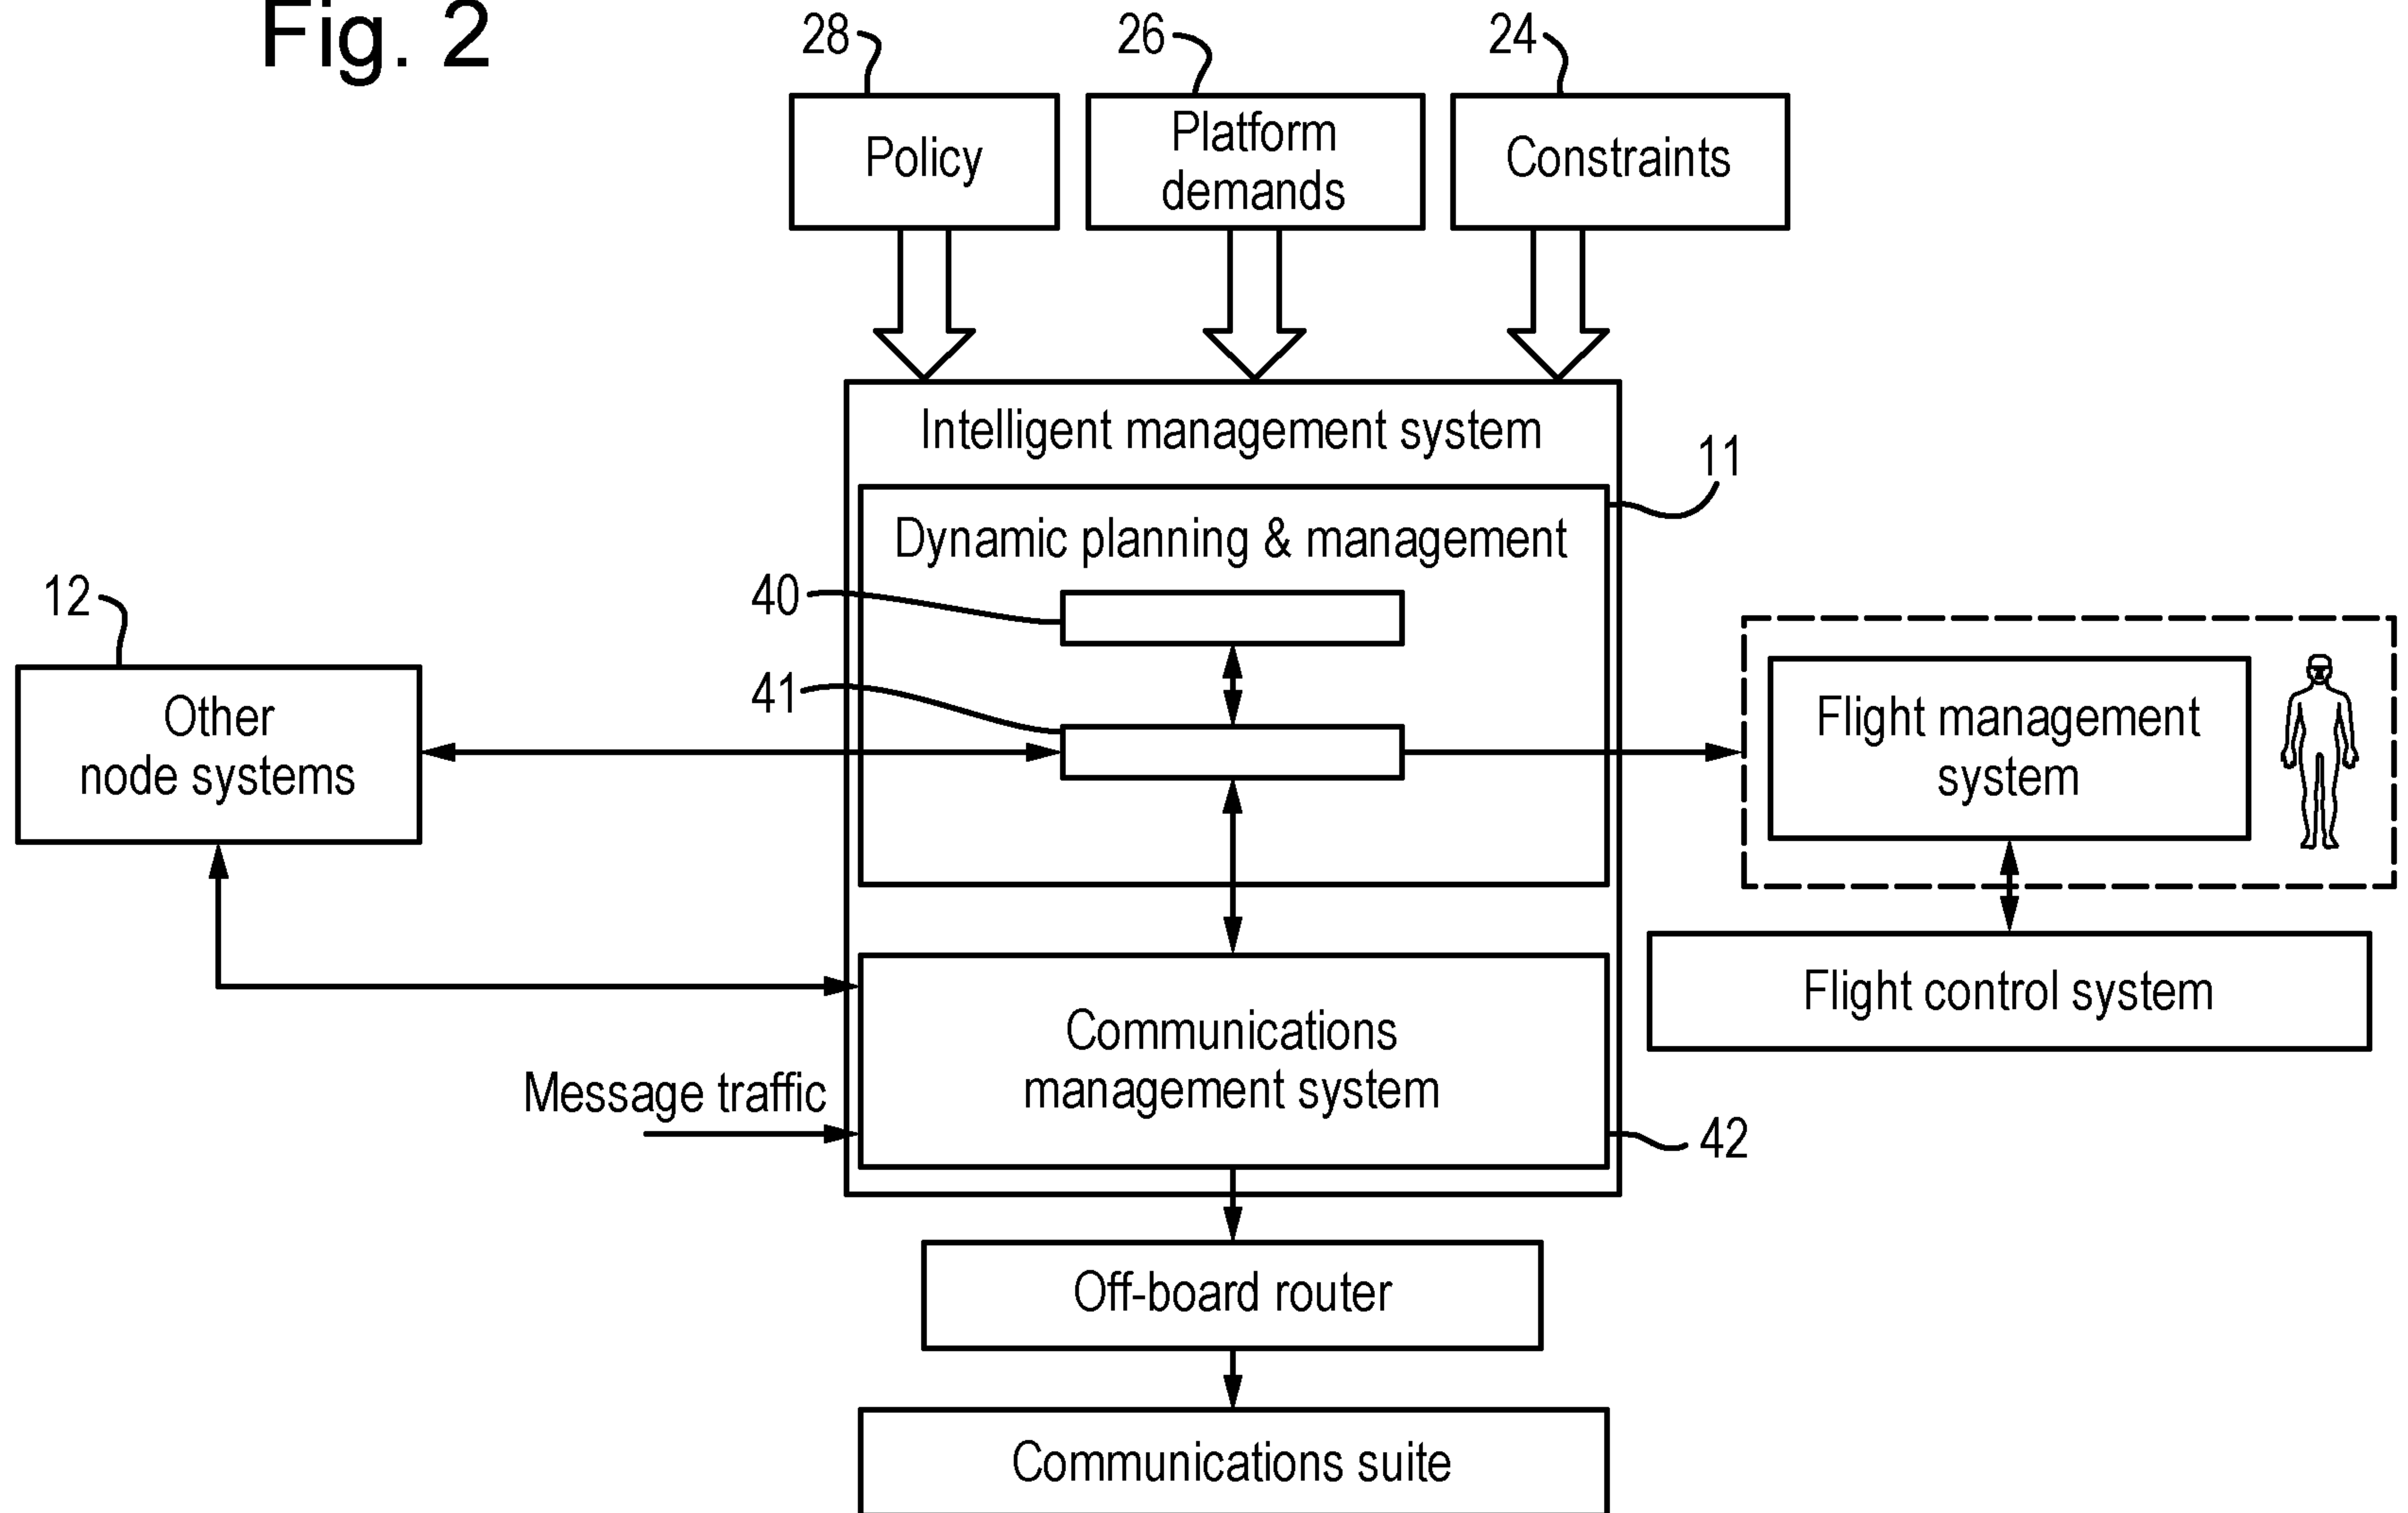 Fig. 2
28
26
24
Policy
Platform
demands
Constraints
Intelligent management system
11
Dynamic planning & management
12
40
41
Other
node systems
Flight management
system
Flight control system
Communications
management system
Message traffic
42
Off-board router
Communications suite